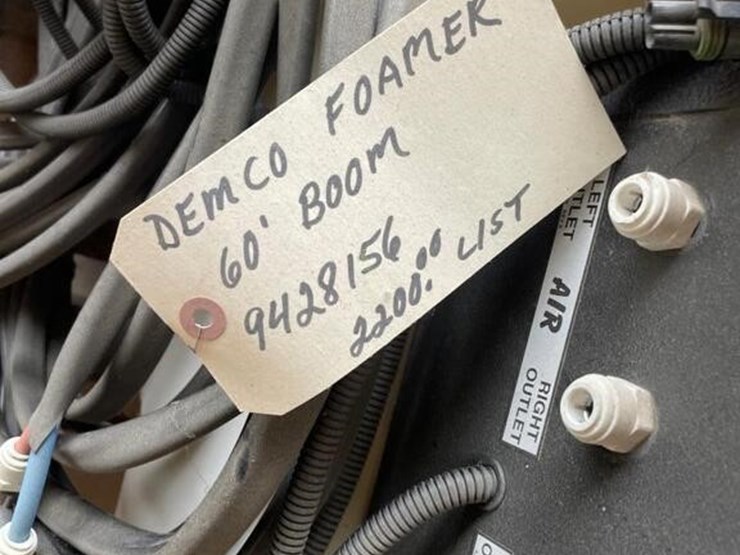 DEMCO FOAMER
60' BOOM
9428156
2200.00 LIST
LEFT
OUTLET
AIR
RIGHT
OUTLET